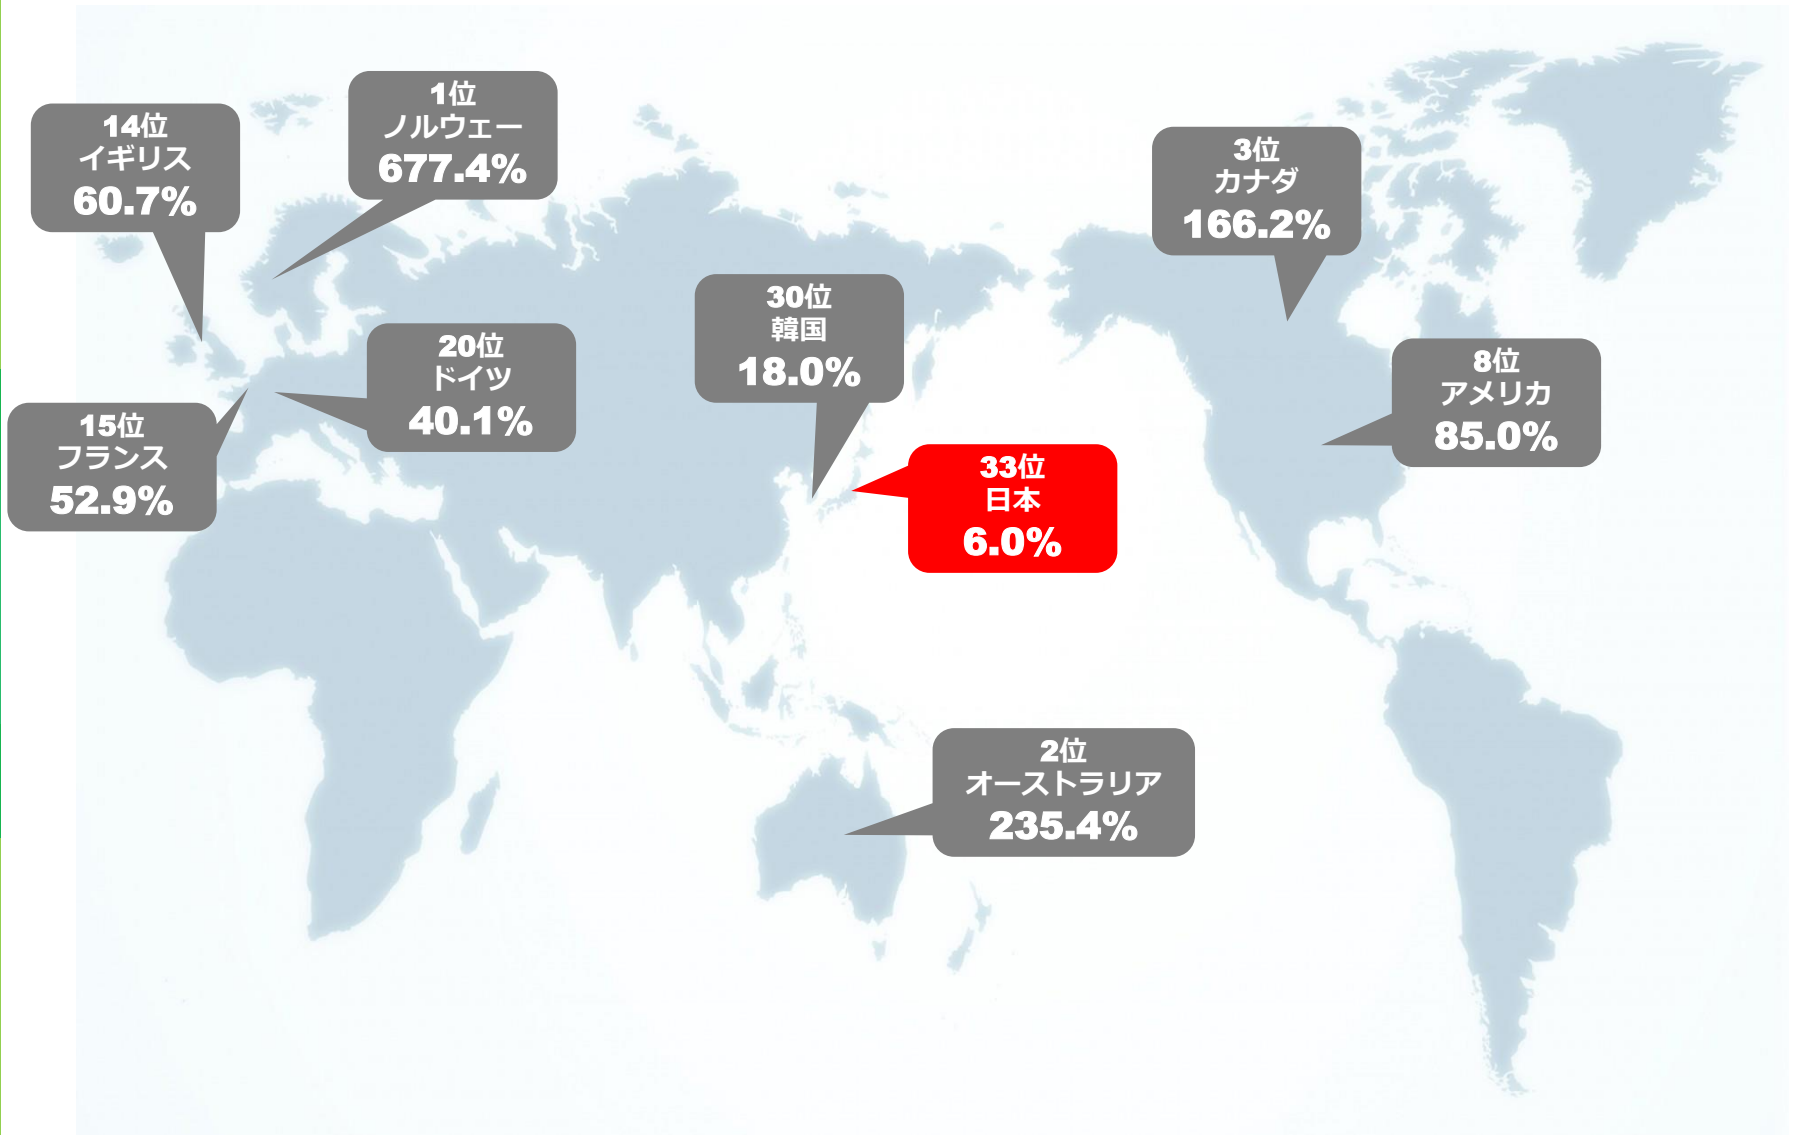 1位
ノルウェー
677.4%
14位
イギリス
60.7%
3位
カナダ
166.2%
30位
韓国
18.0%
20位
ドイツ
40.1%
8位
アメリカ
85.0%
15位
フランス
52.9%
33位
日本
6.0%
2位
オーストラリア
235.4%